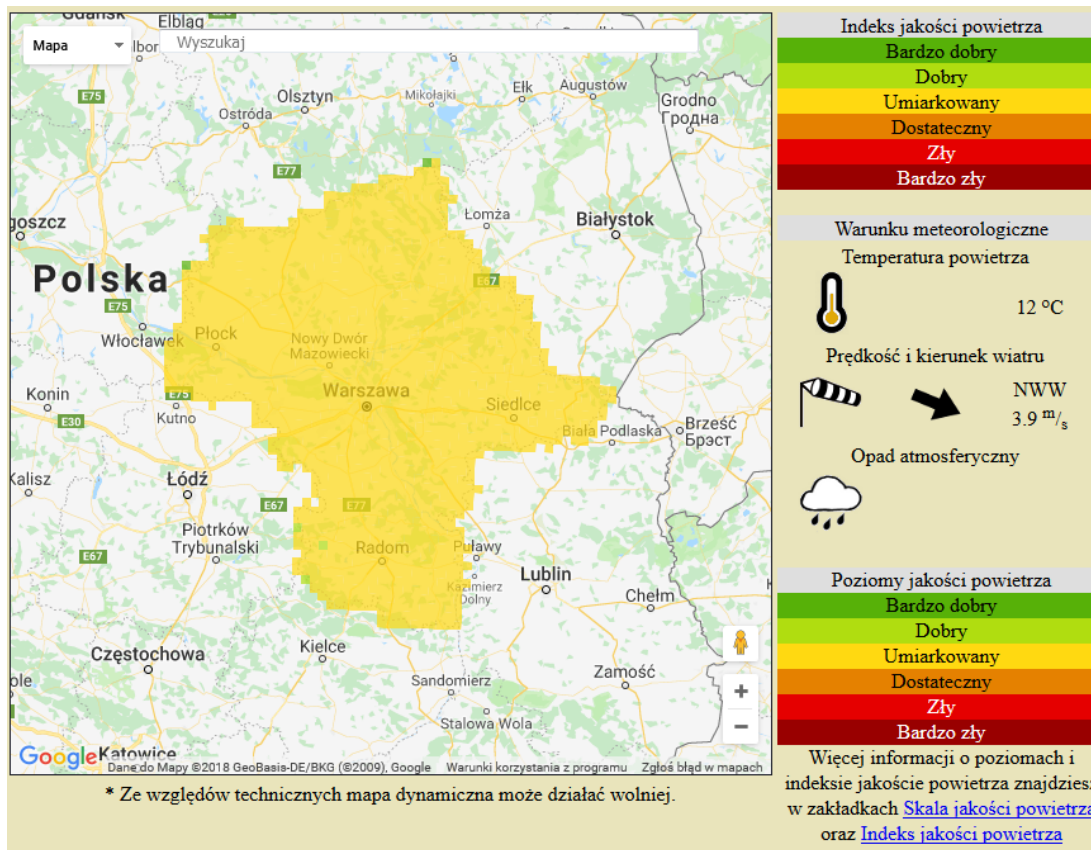 Gdańsk
Elbląg
Mapa
Wyszukaj
E75
Olsztyn
Ostróda
Mikołajki
Ełk
Augustów
Grodno
Гродна
E77
Łomża
Białystok
goszcz
Polska
E75
E67
Włocławek
Płock
Nowy Dwór
Mazowiecki
Warszawa
Konin
E75
E30
Kutno
Siedlce
Biała Podlaska
Brześć
Брэст
Kalisz
Łódź
E67
E77
Piotrków
Trybunalski
E67
Radom
Puławy
Kazimierz
Dolny
Lublin
Chełm
Kielce
Częstochowa
ole
Sandomierz
Zamość
Stalowa Wola
+
−
Google
Katowice
Dane do Mapy ©2018 GeoBasis-DE/BKG (©2009), Google
Warunki korzystania z programu
Zgłoś błąd w mapach
* Ze względów technicznych mapa dynamiczna może działać wolniej.
Indeks jakości powietrza
Bardzo dobry
Dobry
Umiarkowany
Dostateczny
Zły
Bardzo zły
Warunku meteorologiczne
Temperatura powietrza
12 °C
Prędkość i kierunek wiatru
NWW
3.9 m/s
Opad atmosferyczny
Poziomy jakości powietrza
Bardzo dobry
Dobry
Umiarkowany
Dostateczny
Zły
Bardzo zły
Więcej informacji o poziomach i
indeksie jakoście powietrza znajdziesz
w zakładkach Skala jakości powietrza
oraz Indeks jakości powietrza